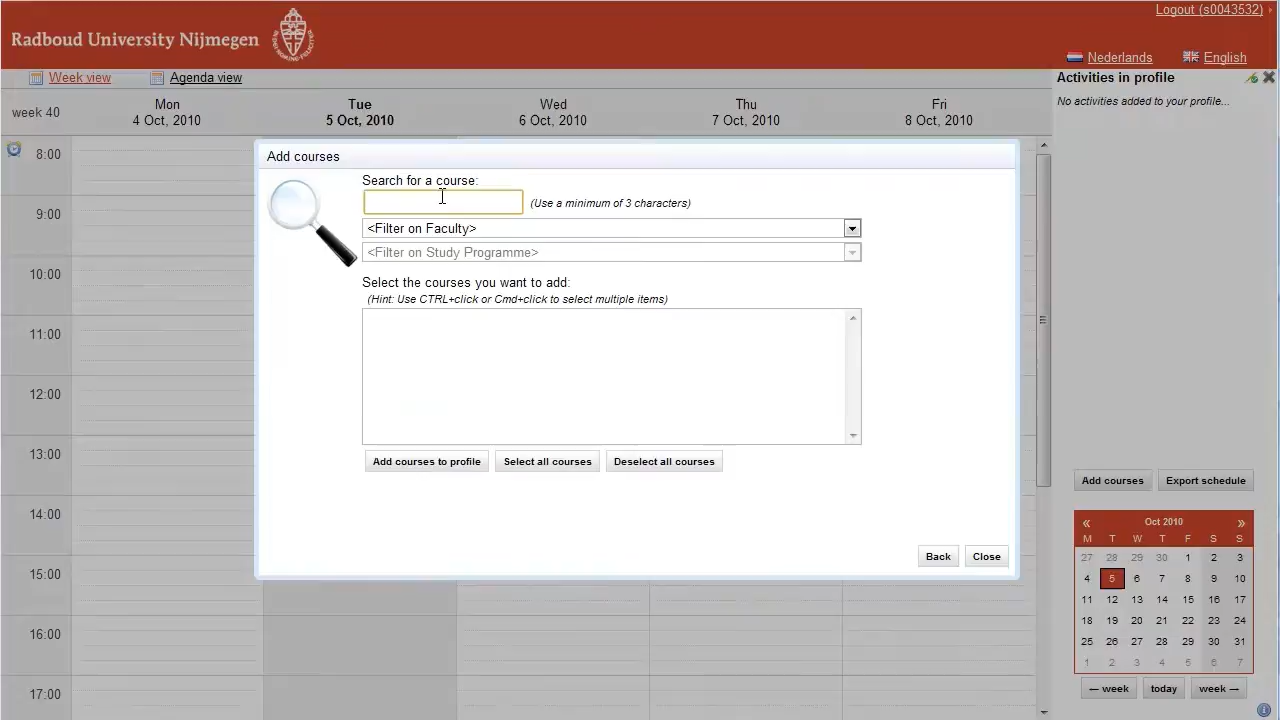 Logout (s0043532)
Radboud University Nijmegen
Nederlands
English
Week view
Agenda view
Activities in profile
week 40
Mon
4 Oct, 2010
Tue
5 Oct, 2010
Wed
6 Oct, 2010
Thu
7 Oct, 2010
Fri
8 Oct, 2010
No activities added to your profile...
8:00
9:00
10:00
11:00
12:00
13:00
14:00
15:00
16:00
17:00
Add courses
Search for a course:
(Use a minimum of 3 characters)
<Filter on Faculty>
<Filter on Study Programme>
Select the courses you want to add:
(Hint: Use CTRL+click or Cmd+click to select multiple items)
Add courses to profile
Select all courses
Deselect all courses
Back
Close
Add courses
Export schedule
« Oct 2010 »
M T W T F S S
27 28 29 30 1 2 3
4 5 6 7 8 9 10
11 12 13 14 15 16 17
18 19 20 21 22 23 24
25 26 27 28 29 30 31
1 2 3 4 5 6 7
← week
today
week →